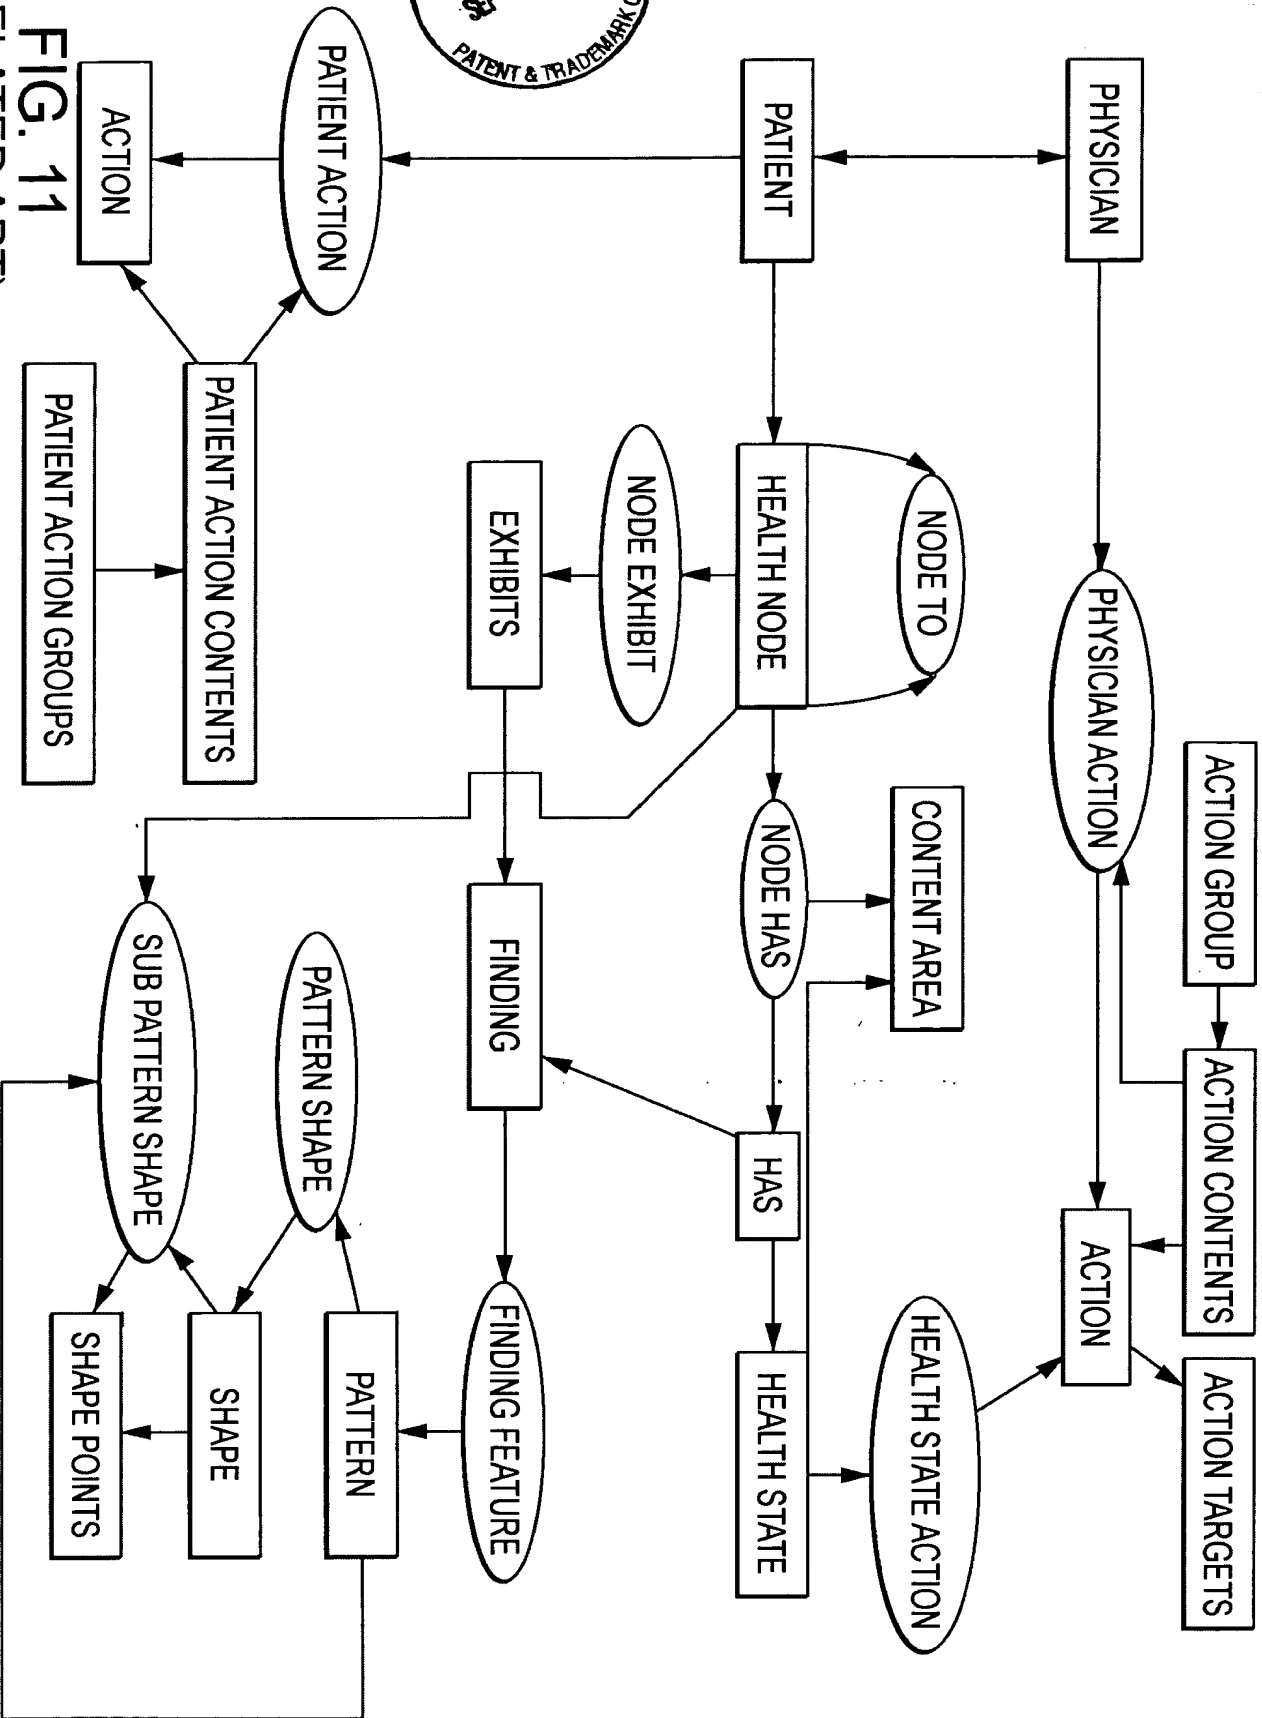 PHYSICIAN
PHYSICIAN ACTION
ACTION GROUP
ACTION CONTENTS
ACTION TARGETS
ACTION
NODE TO
CONTENT AREA
HEALTH STATE ACTION
PATIENT
HEALTH NODE
NODE HAS
HAS
HEALTH STATE
NODE EXHIBIT
EXHIBITS
FINDING
FINDING FEATURE
PATIENT ACTION
ACTION
PATIENT ACTION CONTENTS
PATIENT ACTION GROUPS
PATTERN SHAPE
PATTERN
SUB PATTERN SHAPE
SHAPE
SHAPE POINTS
PATENT & TRADEMARK O
FIG. 11